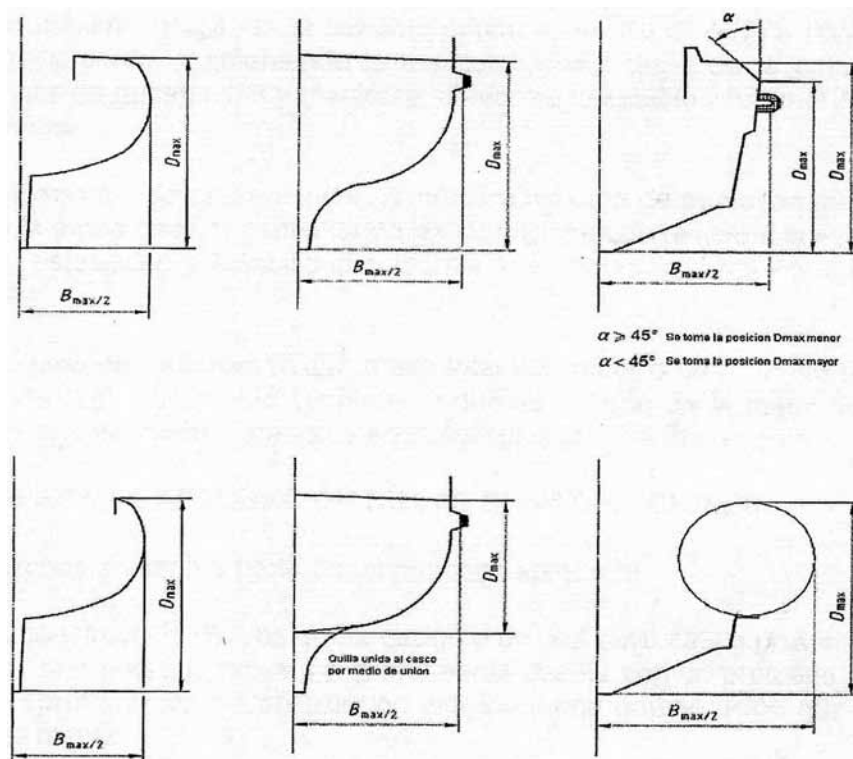 α
Dmax
Dmax
Dmax
Dmax
Bmax/2
Bmax/2
Bmax/2
α ⩾ 45° Se toma la posicion Dmax menor
α < 45° Se toma la posicion Dmax mayor
Dmax
Dmax
Dmax
Quilla unida al casco
por medio de union
Bmax/2
Bmax/2
Bmax/2